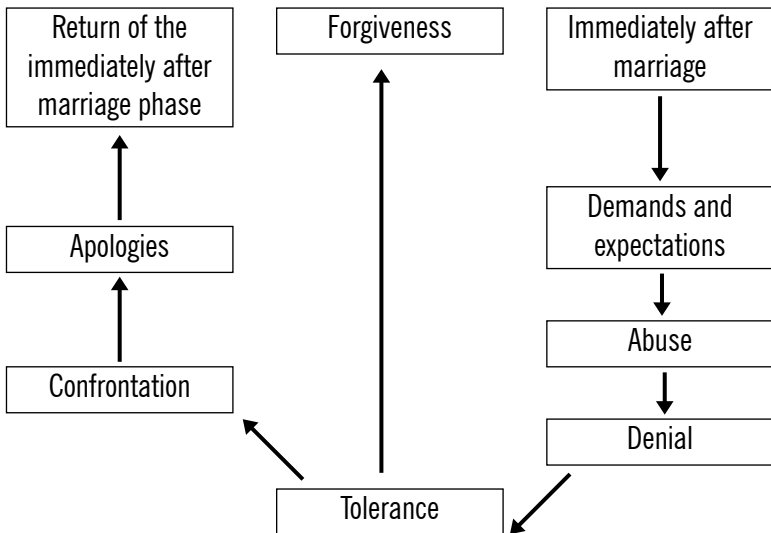 Return of the
immediately after
marriage phase
Forgiveness
Immediately after
marriage
Demands and
expectations
Apologies
Abuse
Confrontation
Denial
Tolerance